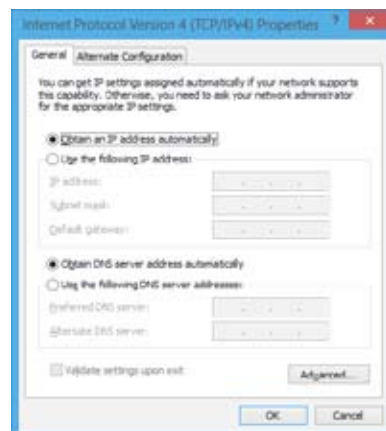 Internet Protocol Version 4 (TCP/IPv4) Properties
General
Alternate Configuration
You can get IP settings assigned automatically if your network supports
this capability. Otherwise, you need to ask your network administrator
for the appropriate IP settings.
Obtain an IP address automatically
Use the following IP address:
IP address:
Subnet mask:
Default gateway:
Obtain DNS server address automatically
Use the following DNS server addresses:
Preferred DNS server:
Alternate DNS server:
Validate settings upon exit
Advanced...
OK
Cancel